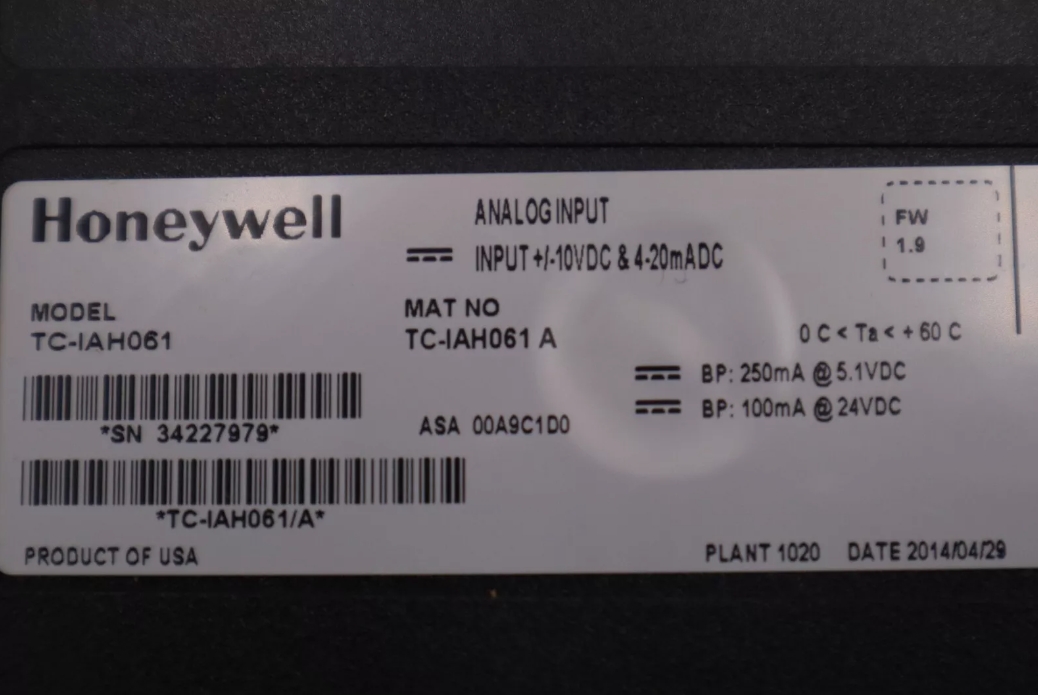 Honeywell
ANALOG INPUT
INPUT +/-10VDC & 4-20mADC
FW
1.9
MODEL
TC-IAH061
MAT NO
TC-IAH061 A
0 C < Ta < + 60 C
BP: 250mA @ 5.1VDC
BP: 100mA @ 24VDC
*SN 34227979*
ASA 00A9C1D0
*TC-IAH061/A*
PRODUCT OF USA
PLANT 1020 DATE 2014/04/29